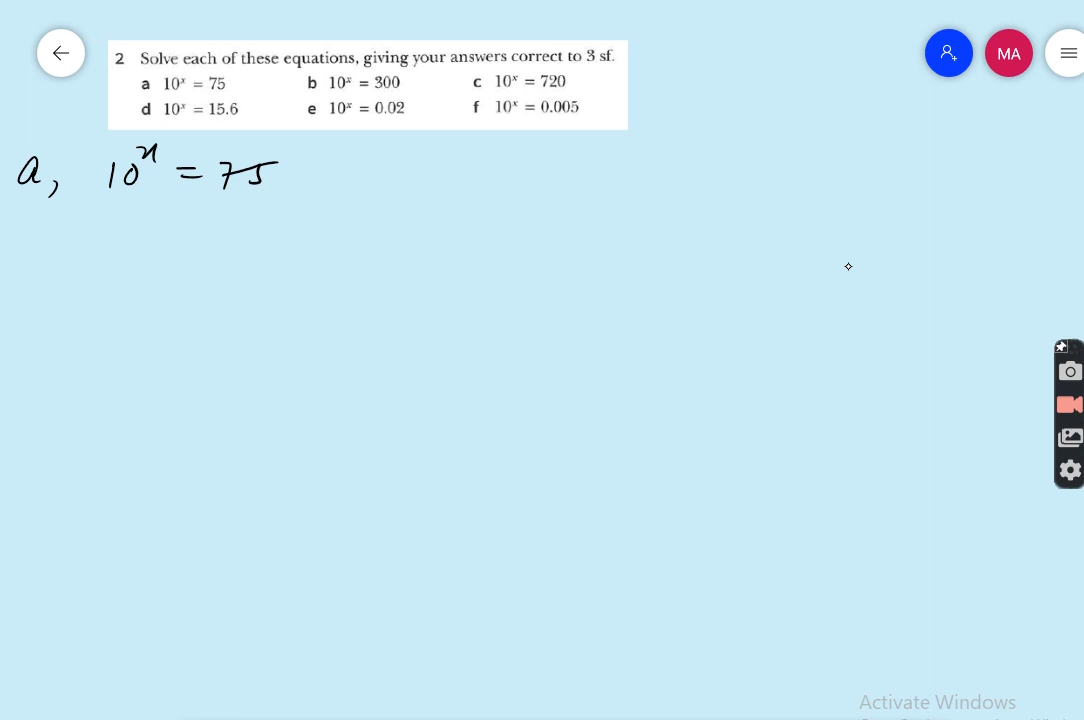 2 Solve each of these equations, giving your answers correct to 3 sf.
a 10ˣ = 75 b 10ˣ = 300 c 10ˣ = 720
d 10ˣ = 15.6 e 10ˣ = 0.02 f 10ˣ = 0.005
MA
a, 10ˣ = 75
Activate Windows